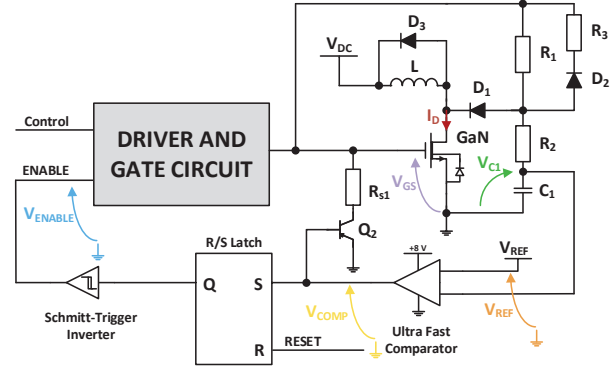 D3
VDC
L
R3
R1
D2
D1
ID
GaN
Control
DRIVER AND
GATE CIRCUIT
R2
VC1
ENABLE
VGS
C1
Rs1
VENABLE
Q2
R/S Latch
+8 V
VREF
Q
S
VCOMP
VREF
Schmitt-Trigger
Inverter
Ultra Fast
Comparator
R
RESET